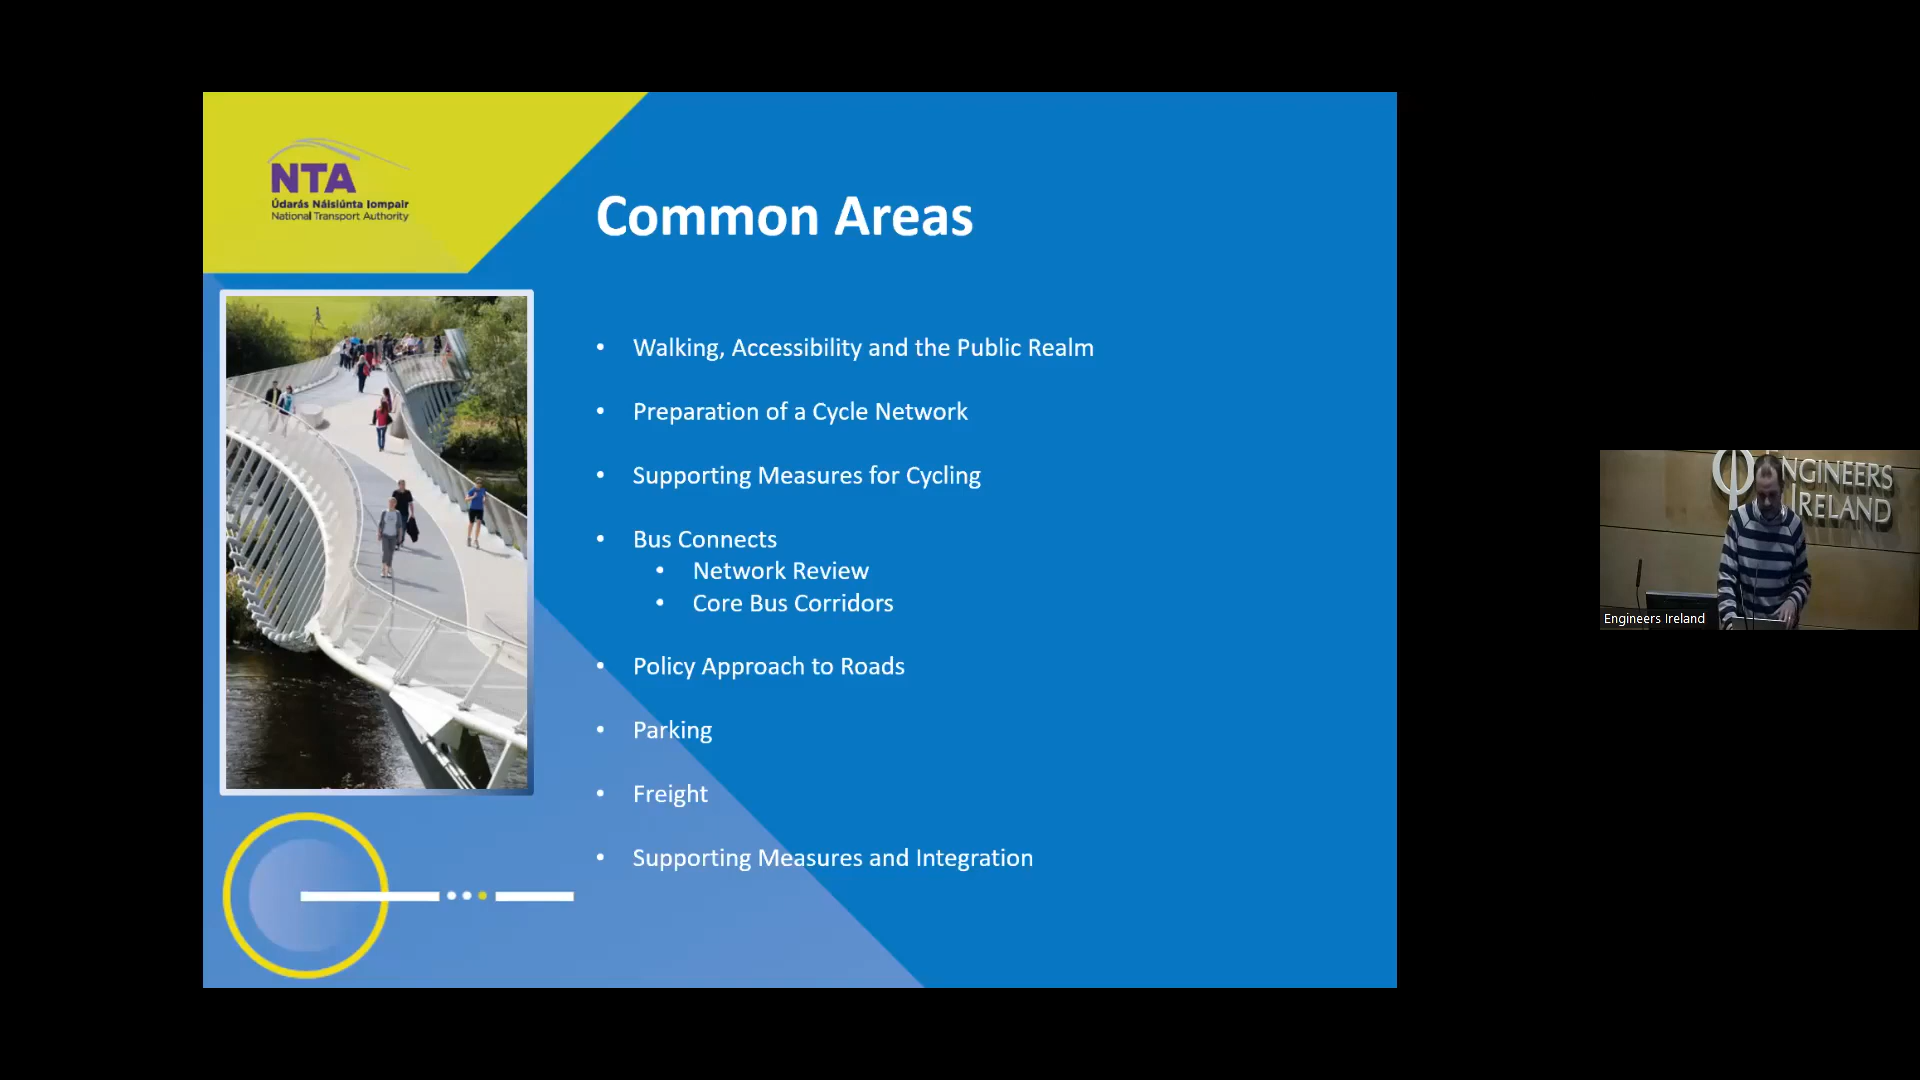 NTA
Údarás Náisiúnta Iompair
National Transport Authority
Common Areas
• Walking, Accessibility and the Public Realm
• Preparation of a Cycle Network
• Supporting Measures for Cycling
• Bus Connects
• Network Review
• Core Bus Corridors
• Policy Approach to Roads
• Parking
• Freight
• Supporting Measures and Integration
ENGINEERS
IRELAND
Engineers Ireland